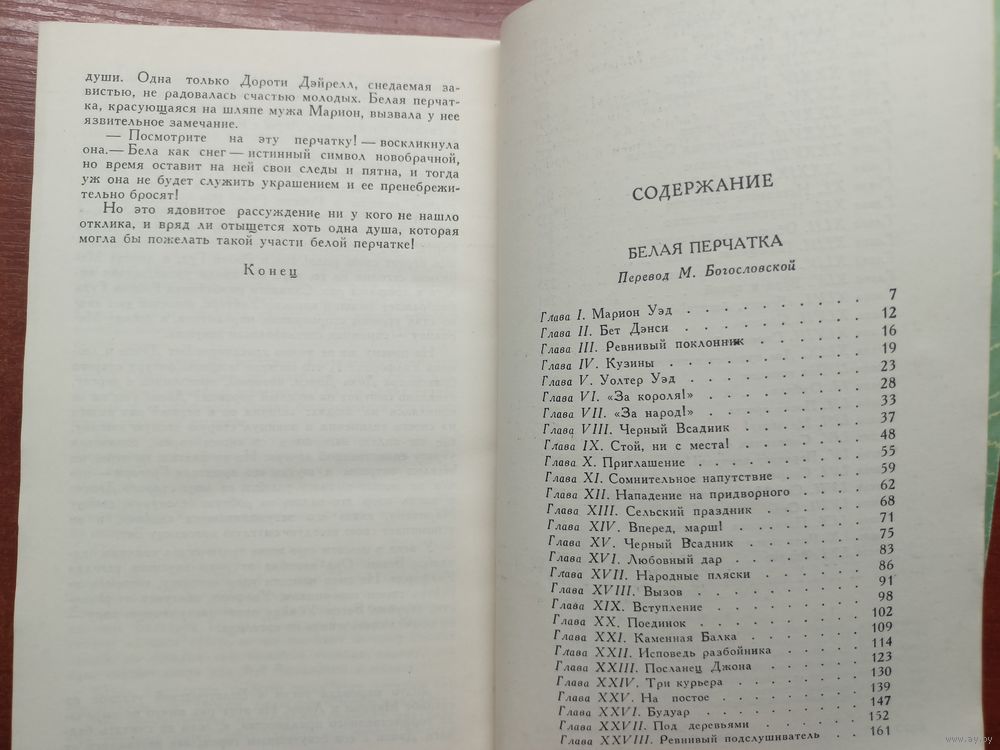 души. Одна только Дороти Дэйрелл, снедаемая за-
вистью, не радовалась счастью молодых. Белая перчат-
ка, красующаяся на шляпе мужа Марион, вызвала у нее
язвительное замечание.
— Посмотрите на эту перчатку! — воскликнула
она.— Бела как снег — истинный символ новобрачной,
но время оставит на ней свои следы и пятна, и тогда
уж она не будет служить украшением и ее пренебрежи-
тельно бросят!
Но это ядовитое рассуждение ни у кого не нашло
отклика, и вряд ли отыщется хоть одна душа, которая
могла бы пожелать такой участи белой перчатке!
Конец
СОДЕРЖАНИЕ
БЕЛАЯ ПЕРЧАТКА
Перевод М. Богословской
Глава I. Марион Уэд . . . . . . . . . . 7
Глава II. Бет Дэнси . . . . . . . . . . 12
Глава III. Ревнивый поклонник . . . . . . 16
Глава IV. Кузины . . . . . . . . . . 19
Глава V. Уолтер Уэд . . . . . . . . . . 23
Глава VI. «За короля!» . . . . . . . . . 28
Глава VII. «За народ!» . . . . . . . . . 33
Глава VIII. Черный Всадник . . . . . . . 37
Глава IX. Стой, ни с места! . . . . . . . 48
Глава X. Приглашение . . . . . . . . . 55
Глава XI. Сомнительное напутствие . . . . . 59
Глава XII. Нападение на придворного . . . . 62
Глава XIII. Сельский праздник . . . . . . 68
Глава XIV. Вперед, марш! . . . . . . . 71
Глава XV. Черный Всадник . . . . . . . 75
Глава XVI. Любовный дар . . . . . . . 83
Глава XVII. Народные пляски . . . . . . 86
Глава XVIII. Вызов . . . . . . . . . 91
Глава XIX. Вступление . . . . . . . . 98
Глава XX. Поединок . . . . . . . . . 102
Глава XXI. Каменная Балка . . . . . . . 109
Глава XXII. Исповедь разбойника . . . . . 114
Глава XXIII. Посланец Джона . . . . . . 123
Глава XXIV. Три курьера . . . . . . . 130
Глава XXV. На постое . . . . . . . . 139
Глава XXVI. Будуар . . . . . . . . . 147
Глава XXVII. Под деревьями . . . . . . 152
Глава XXVIII. Ревнивый подслушиватель . . . 161
www.ay.by